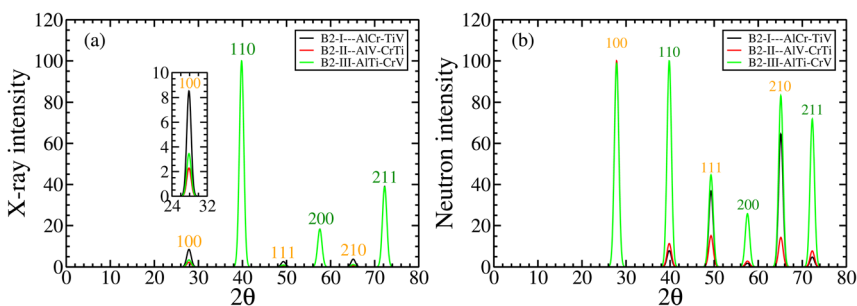 (a)
B2-I---AlCr-TiV
B2-II--AlV-CrTi
B2-III-AlTi-CrV
X-ray intensity
120
100
80
60
40
20
0
110
10
8
6
4
2
0
100
24 32
100
111
200
210
211
0 10 20 30 40 50 60 70 80
2θ
(b)
B2-I---AlCr-TiV
B2-II--AlV-CrTi
B2-III-AlTi-CrV
Neutron intensity
120
100
80
60
40
20
0
100
110
111
200
210
211
0 10 20 30 40 50 60 70 80
2θ